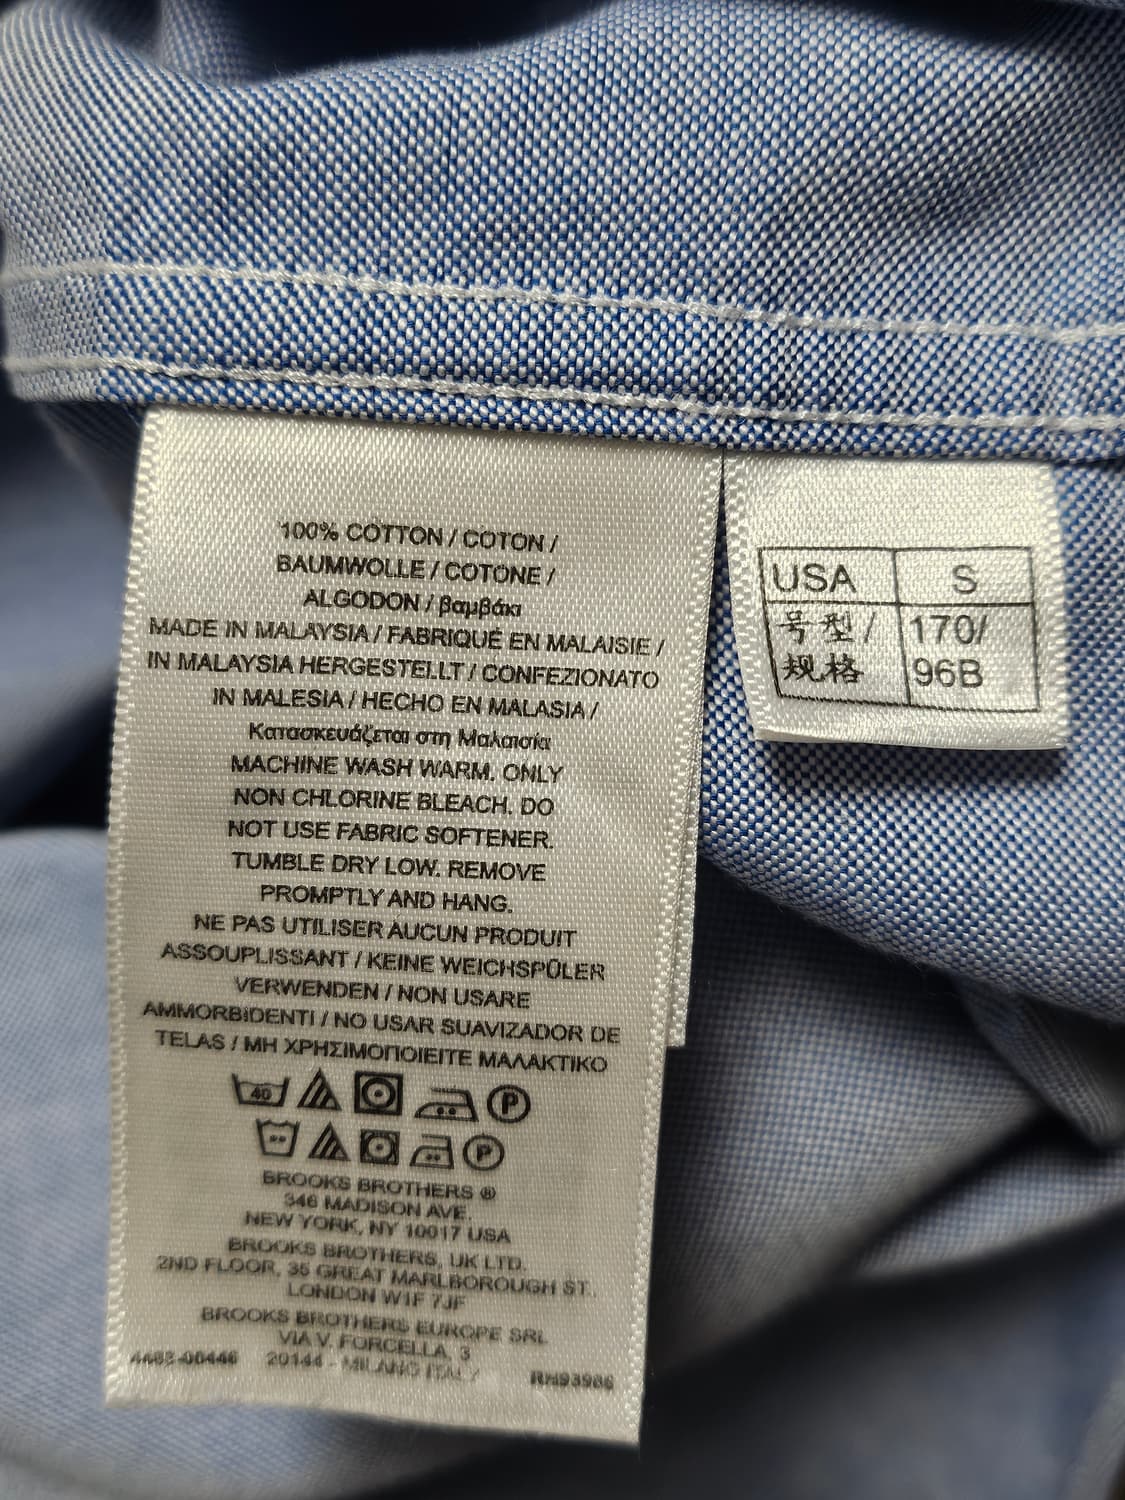 100% COTTON / COTON /
BAUMWOLLE / COTONE /
ALGODON / βαμβάκι
MADE IN MALAYSIA / FABRIQUÉ EN MALAISIE /
IN MALAYSIA HERGESTELLT / CONFEZIONATO
IN MALESIA / HECHO EN MALASIA /
Κατασκευάζεται στη Μαλαισία
MACHINE WASH WARM. ONLY
NON CHLORINE BLEACH. DO
NOT USE FABRIC SOFTENER.
TUMBLE DRY LOW. REMOVE
PROMPTLY AND HANG.
NE PAS UTILISER AUCUN PRODUIT
ASSOUPLISSANT / KEINE WEICHSPÜLER
VERWENDEN / NON USARE
AMMORBIDENTI / NO USAR SUAVIZADOR DE
TELAS / ΜΗ ΧΡΗΣΙΜΟΠΟΙΕΙΤΕ ΜΑΛΑΚΤΙΚΟ
40 P
P
BROOKS BROTHERS ®
346 MADISON AVE.
NEW YORK, NY 10017 USA
BROOKS BROTHERS, UK LTD.
2ND FLOOR, 35 GREAT MARLBOROUGH ST.,
LONDON W1F 7JF
BROOKS BROTHERS EUROPE SRL
VIA V. FORCELLA, 3
20144 - MILANO ITALY
USA S
号型/ 170/
规格 96B